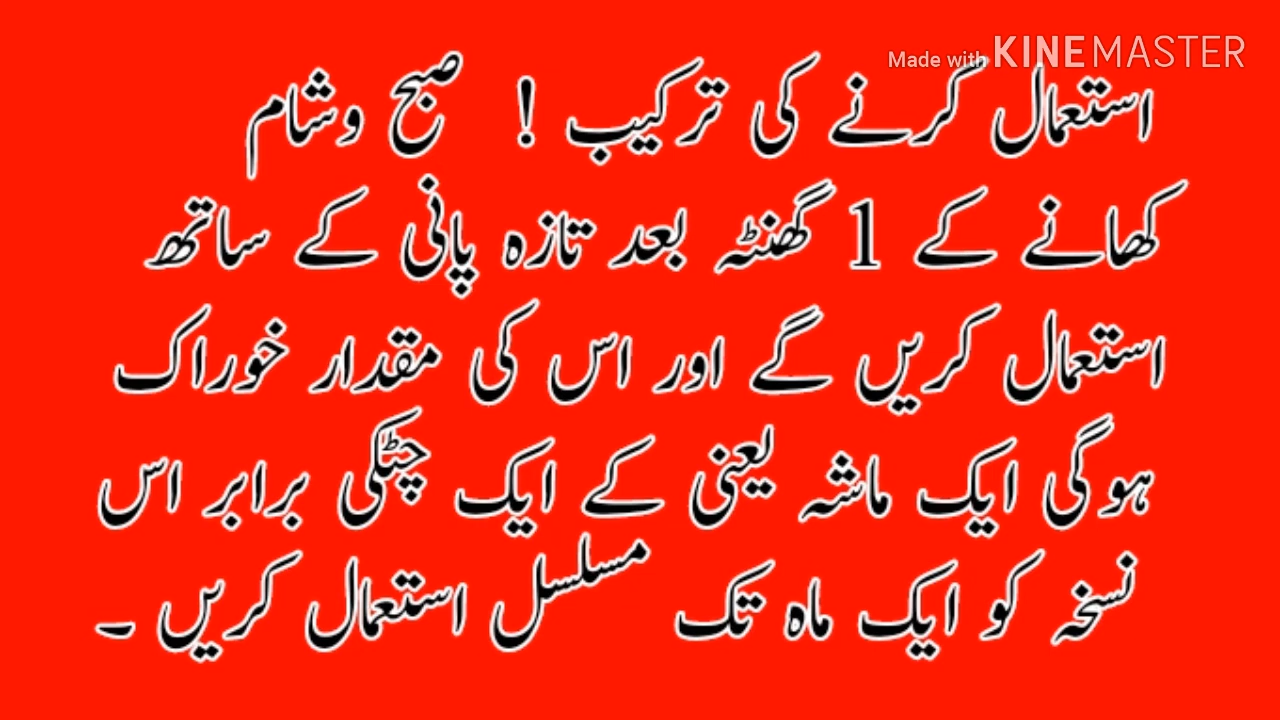 Made with KINEMASTER
استعمال کرنے کی ترکیب ! صبح وشام
کھانے کے 1 گھنٹہ بعد تازہ پانی کے ساتھ
استعمال کریں گے اور اس کی مقدار خوراک
ہوگی ایک ماشہ یعنی کے ایک چٹکی برابر اس
نسخہ کو ایک ماہ تک مسلسل استعمال کریں ۔